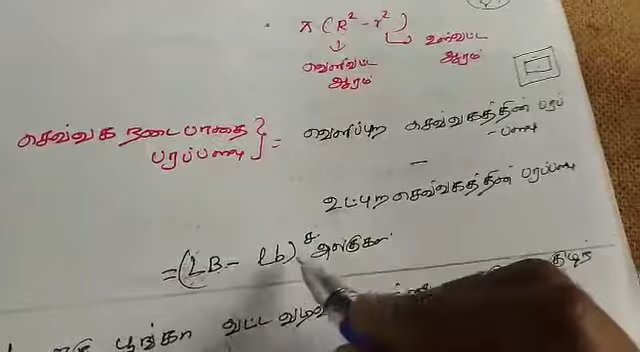 π ( R² - r² )
வெளிவட்ட ஆரம்
உள்வட்ட ஆரம்
செவ்வக நடைபாதை பரப்பளவு } = வெளிப்புற செவ்வகத்தின் பரப்
- பளவு
-
உட்புற செவ்வகத்தின் பரப்பளவு
= (LB - lb) ச. அலகுகள்
பூங்கா வட்ட